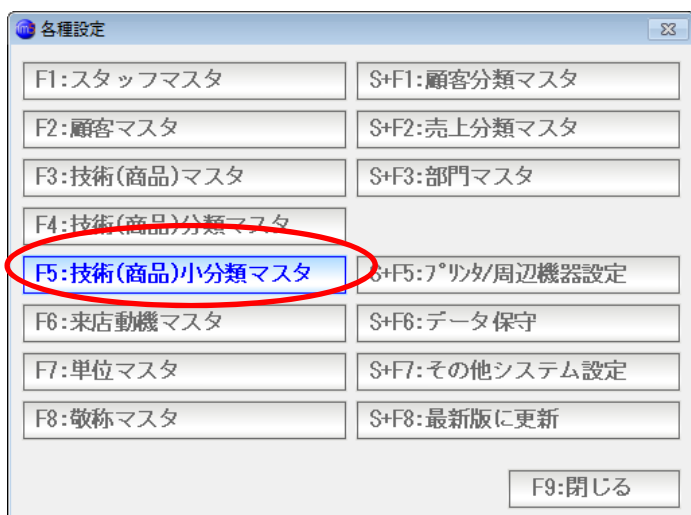 各種設定
F1:スタッフマスタ
S+F1:顧客分類マスタ
F2:顧客マスタ
S+F2:売上分類マスタ
F3:技術(商品)マスタ
S+F3:部門マスタ
F4:技術(商品)分類マスタ
F5:技術(商品)小分類マスタ
S+F5:プリンタ/周辺機器設定
F6:来店動機マスタ
S+F6:データ保守
F7:単位マスタ
S+F7:その他システム設定
F8:敬称マスタ
S+F8:最新版に更新
F9:閉じる